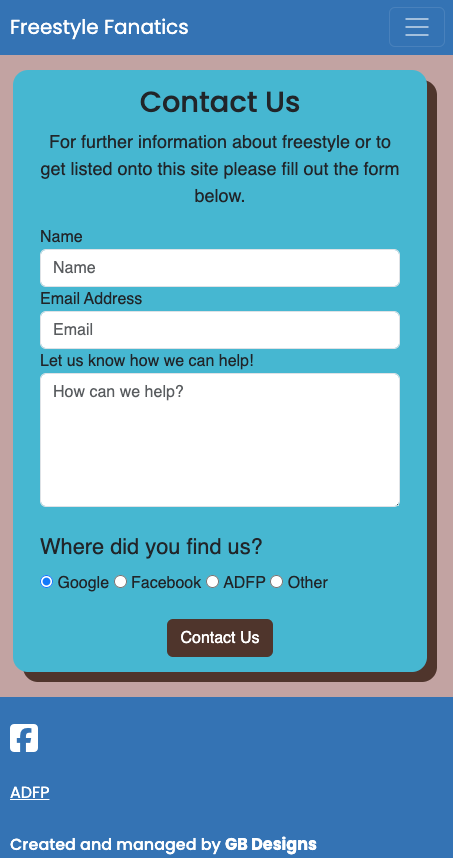 Freestyle Fanatics
Contact Us
For further information about freestyle or to
get listed onto this site please fill out the form
below.
Name
Name
Email Address
Email
Let us know how we can help!
How can we help?
Where did you find us?
Google Facebook ADFP Other
Contact Us
ADFP
Created and managed by GB Designs